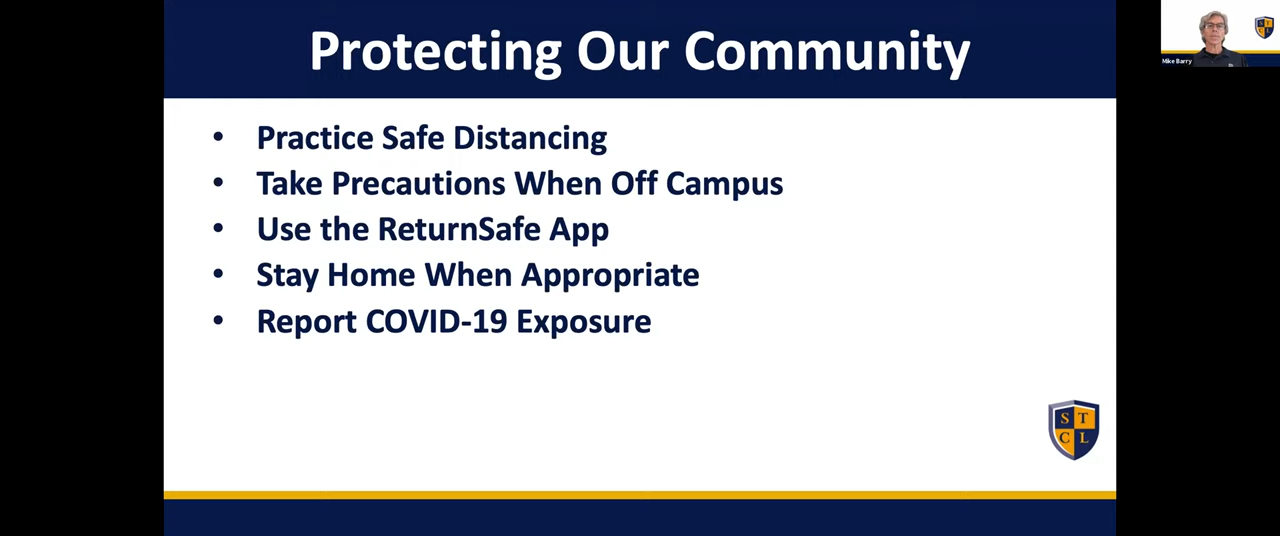 Protecting Our Community
• Practice Safe Distancing
• Take Precautions When Off Campus
• Use the ReturnSafe App
• Stay Home When Appropriate
• Report COVID-19 Exposure
S T
C L
Mike Barry